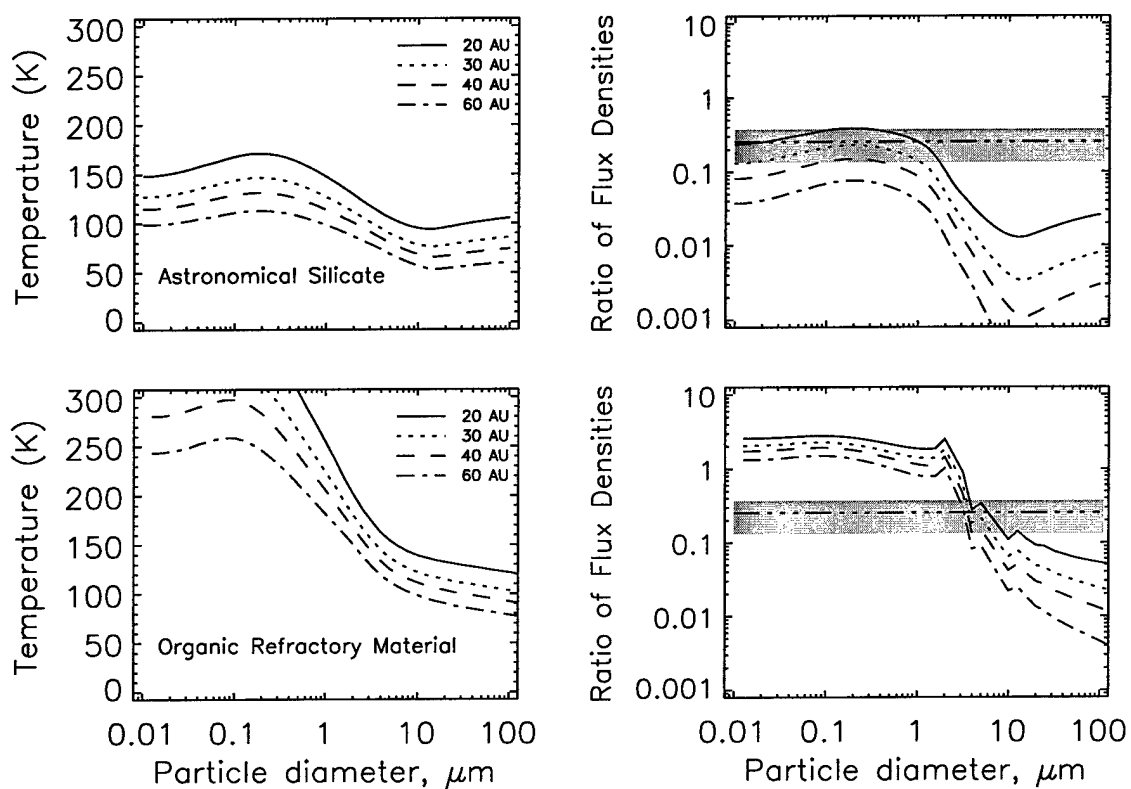 Temperature (K)
300
250
200
150
100
50
0
20 AU
30 AU
40 AU
60 AU
Astronomical Silicate
Ratio of Flux Densities
10
1
0.1
0.01
0.001
Temperature (K)
300
250
200
150
100
50
0
20 AU
30 AU
40 AU
60 AU
Organic Refractory Material
0.01 0.1 1 10 100
Particle diameter, μm
Ratio of Flux Densities
10
1
0.1
0.01
0.001
0.01 0.1 1 10 100
Particle diameter, μm